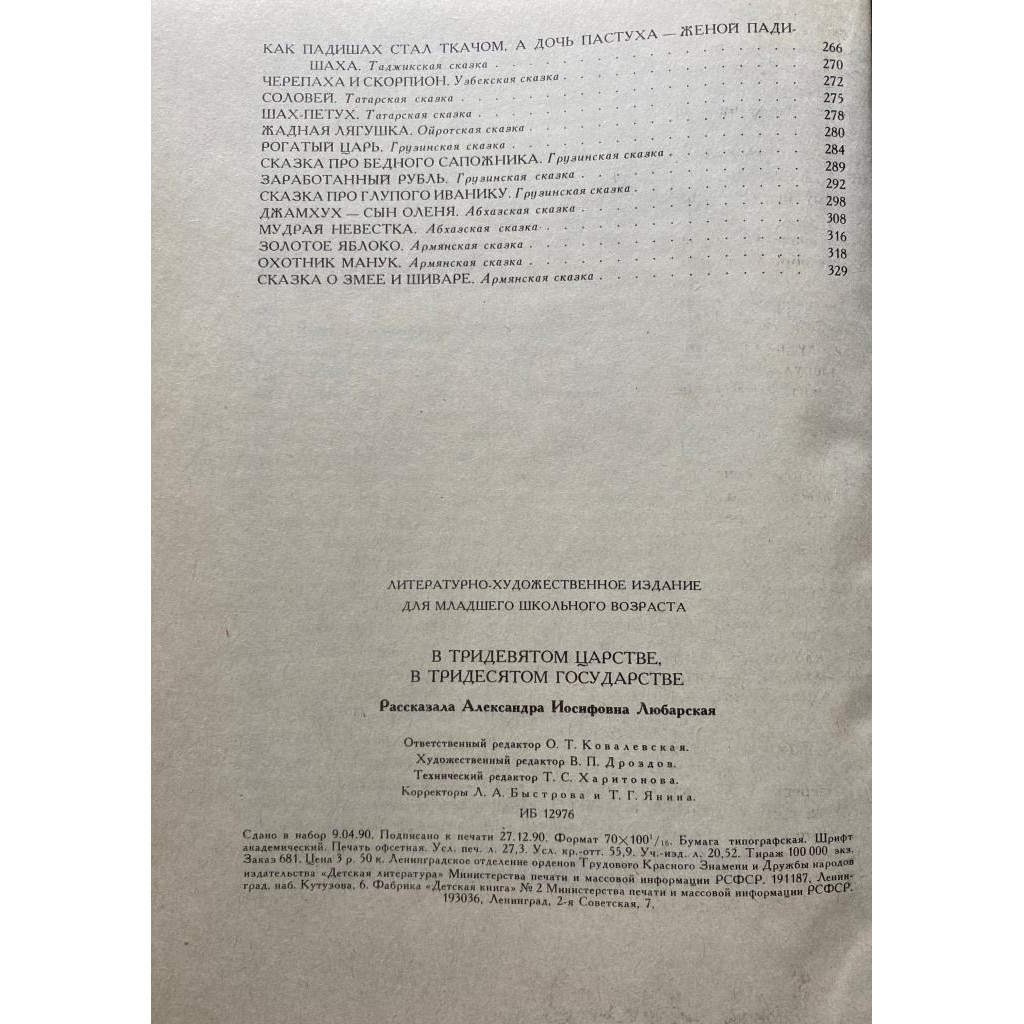 КАК ПАДИШАХ СТАЛ ТКАЧОМ, А ДОЧЬ ПАСТУХА — ЖЕНОЙ ПАДИ-
ШАХА. Таджикская сказка . . . . . . . . . . 266
ЧЕРЕПАХА И СКОРПИОН. Узбекская сказка . . . . . . . . . . 270
СОЛОВЕЙ. Татарская сказка . . . . . . . . . . 272
ШАХ-ПЕТУХ. Татарская сказка . . . . . . . . . . 275
ЖАДНАЯ ЛЯГУШКА. Ойротская сказка . . . . . . . . . . 278
РОГАТЫЙ ЦАРЬ. Грузинская сказка . . . . . . . . . . 280
СКАЗКА ПРО БЕДНОГО САПОЖНИКА. Грузинская сказка . . . . . . . . . . 284
ЗАРАБОТАННЫЙ РУБЛЬ. Грузинская сказка . . . . . . . . . . 289
СКАЗКА ПРО ГЛУПОГО ИВАНИКУ. Грузинская сказка . . . . . . . . . . 292
ДЖАМХУХ — СЫН ОЛЕНЯ. Абхазская сказка . . . . . . . . . . 298
МУДРАЯ НЕВЕСТКА. Абхазская сказка . . . . . . . . . . 308
ЗОЛОТОЕ ЯБЛОКО. Армянская сказка . . . . . . . . . . 316
ОХОТНИК МАНУК. Армянская сказка . . . . . . . . . . 318
СКАЗКА О ЗМЕЕ И ШИВАРЕ. Армянская сказка . . . . . . . . . . 329
ЛИТЕРАТУРНО-ХУДОЖЕСТВЕННОЕ ИЗДАНИЕ
ДЛЯ МЛАДШЕГО ШКОЛЬНОГО ВОЗРАСТА
В ТРИДЕВЯТОМ ЦАРСТВЕ,
В ТРИДЕСЯТОМ ГОСУДАРСТВЕ
Рассказала Александра Иосифовна Любарская
Ответственный редактор О. Т. Ковалевская.
Художественный редактор В. П. Дроздов.
Технический редактор Т. С. Харитонова.
Корректоры Л. А. Быстрова и Т. Г. Янина.
ИБ 12976
Сдано в набор 9.04.90. Подписано к печати 27.12.90. Формат 70×100¹/₁₆. Бумага типографская. Шрифт
академический. Печать офсетная. Усл. печ. л. 27,3. Усл. кр.-отт. 55,9. Уч.-изд. л. 20,52. Тираж 100 000 экз.
Заказ 681. Цена 3 р. 50 к. Ленинградское отделение орденов Трудового Красного Знамени и Дружбы народов
издательства «Детская литература» Министерства печати и массовой информации РСФСР. 191187, Ленин-
град, наб. Кутузова, 6. Фабрика «Детская книга» № 2 Министерства печати и массовой информации РСФСР.
193036, Ленинград, 2-я Советская, 7.